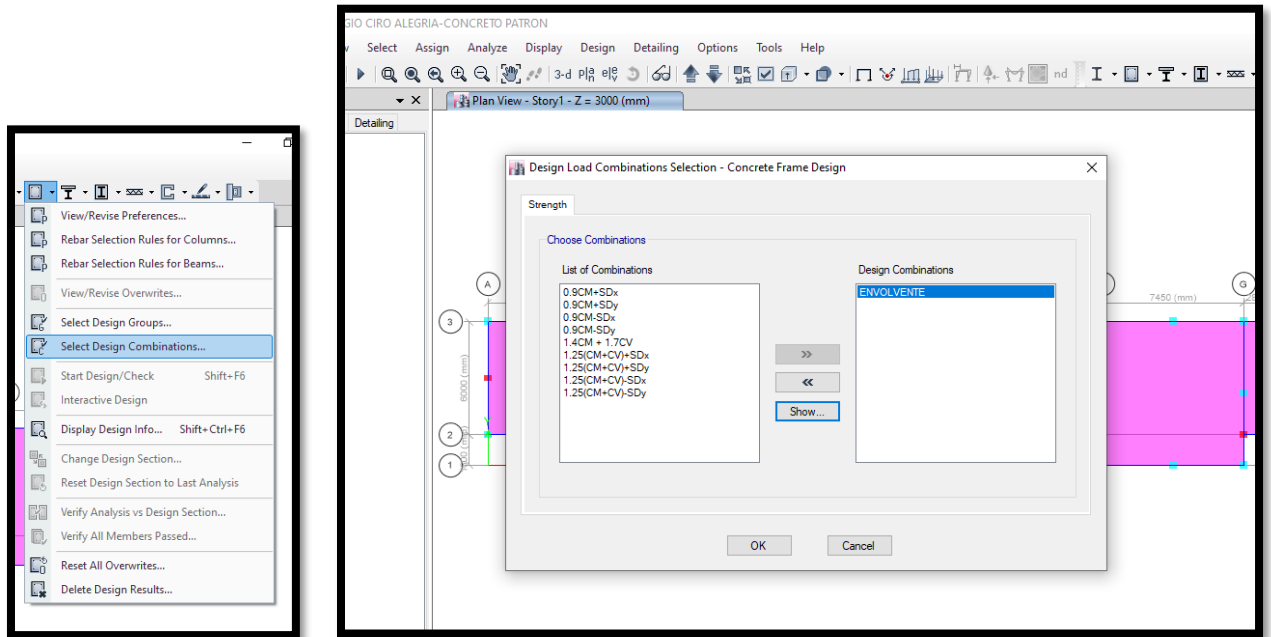 View/Revise Preferences...
Rebar Selection Rules for Columns...
Rebar Selection Rules for Beams...
View/Revise Overwrites...
Select Design Groups...
Select Design Combinations...
Start Design/Check Shift+F6
Interactive Design
Display Design Info... Shift+Ctrl+F6
Change Design Section...
Reset Design Section to Last Analysis
Verify Analysis vs Design Section...
Verify All Members Passed...
Reset All Overwrites...
Delete Design Results...
GIO CIRO ALEGRIA-CONCRETO PATRON
Select Assign Analyze Display Design Detailing Options Tools Help
3-d nd
Plan View - Story1 - Z = 3000 (mm)
Detailing
Design Load Combinations Selection - Concrete Frame Design
Strength
Choose Combinations
List of Combinations
0.9CM+SDx
0.9CM+SDy
0.9CM-SDx
0.9CM-SDy
1.4CM + 1.7CV
1.25(CM+CV)+SDx
1.25(CM+CV)+SDy
1.25(CM+CV)-SDx
1.25(CM+CV)-SDy
>>
<<
Show...
Design Combinations
ENVOLVENTE
OK Cancel
A
3
2
1
6000 (mm)
7450 (mm)
G